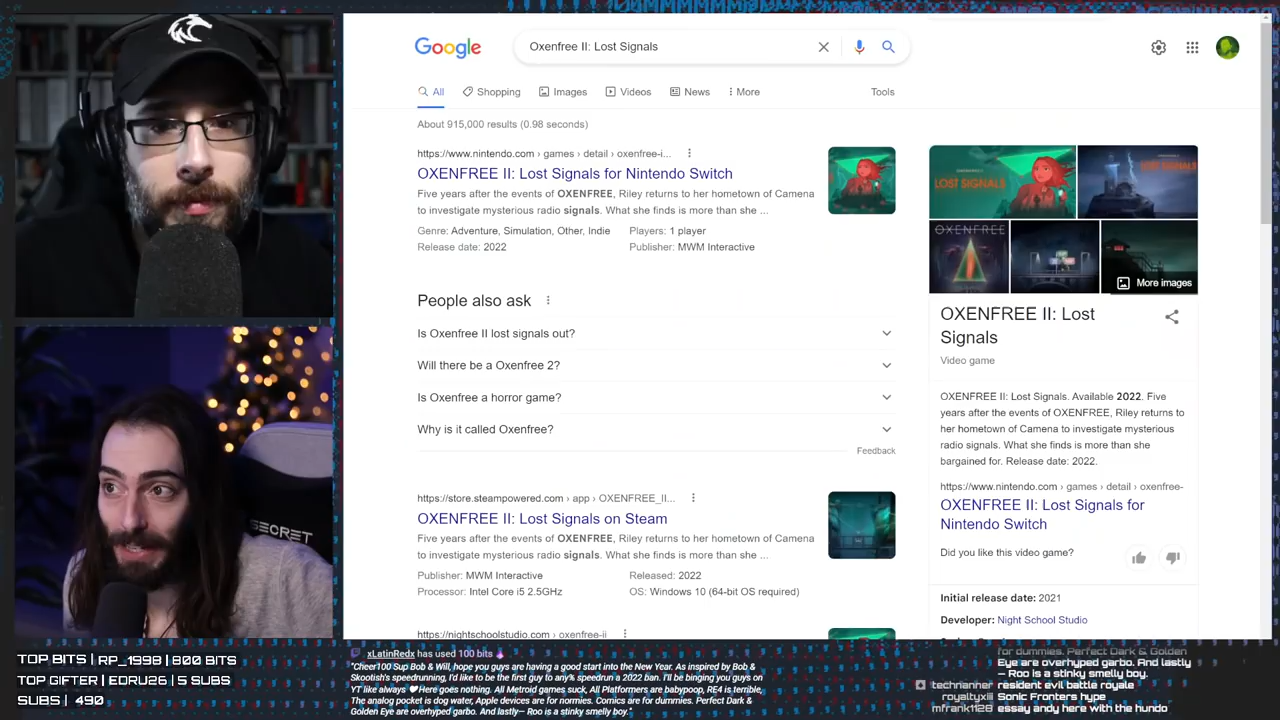 Google
Oxenfree II: Lost Signals
All
Shopping
Images
Videos
News
More
Tools
About 915,000 results (0.98 seconds)
https://www.nintendo.com › games › detail › oxenfree-i...
OXENFREE II: Lost Signals for Nintendo Switch
Five years after the events of OXENFREE, Riley returns to her hometown of Camena
to investigate mysterious radio signals. What she finds is more than she ...
Genre: Adventure, Simulation, Other, Indie
Players: 1 player
Release date: 2022
Publisher: MWM Interactive
People also ask
Is Oxenfree II lost signals out?
Will there be a Oxenfree 2?
Is Oxenfree a horror game?
Why is it called Oxenfree?
Feedback
https://store.steampowered.com › app › OXENFREE_II...
OXENFREE II: Lost Signals on Steam
Five years after the events of OXENFREE, Riley returns to her hometown of Camena
to investigate mysterious radio signals. What she finds is more than she ...
Publisher: MWM Interactive
Released: 2022
Processor: Intel Core i5 2.5GHz
OS: Windows 10 (64-bit OS required)
https://nightschoolstudio.com › oxenfree-ii
LOST SIGNALS
LOST SIGNALS
OXENFREE
More images
OXENFREE II: Lost
Signals
Video game
OXENFREE II: Lost Signals. Available 2022. Five
years after the events of OXENFREE, Riley returns to
her hometown of Camena to investigate mysterious
radio signals. What she finds is more than she
bargained for. Release date: 2022.
https://www.nintendo.com › games › detail › oxenfree-
OXENFREE II: Lost Signals for
Nintendo Switch
Did you like this video game?
Initial release date: 2021
Developer: Night School Studio
SECRET
TOP BITS | RP_1998 | 800 BITS
TOP GIFTER | EDRU26 | 5 SUBS
SUBS | 490
xLatinRedx has used 100 bits
"Cheer100 Sup Bob & Will, hope you guys are having a good start into the New Year. As inspired by Bob &
Skootish's speedrunning, I'd like to be the first guy to any% speedrun a 2022 ban. I'll be binging you guys on
YT like always ❤Here goes nothing. All Metroid games suck, All Platformers are babypoop, RE4 is terrible,
The analog pocket is dog water, Apple devices are for normies. Comics are for dummies. Perfect Dark &
Golden Eye are overhyped garbo. And lastly— Roo is a stinky smelly boy."
for dummies. Perfect Dark & Golden
Eye are overhyped garbo. And lastly
— Roo is a stinky smelly boy.
technanner resident evil battle royale
royaltyxiii Sonic Fronters hype
mfrank1128 essay andy here with the hundo